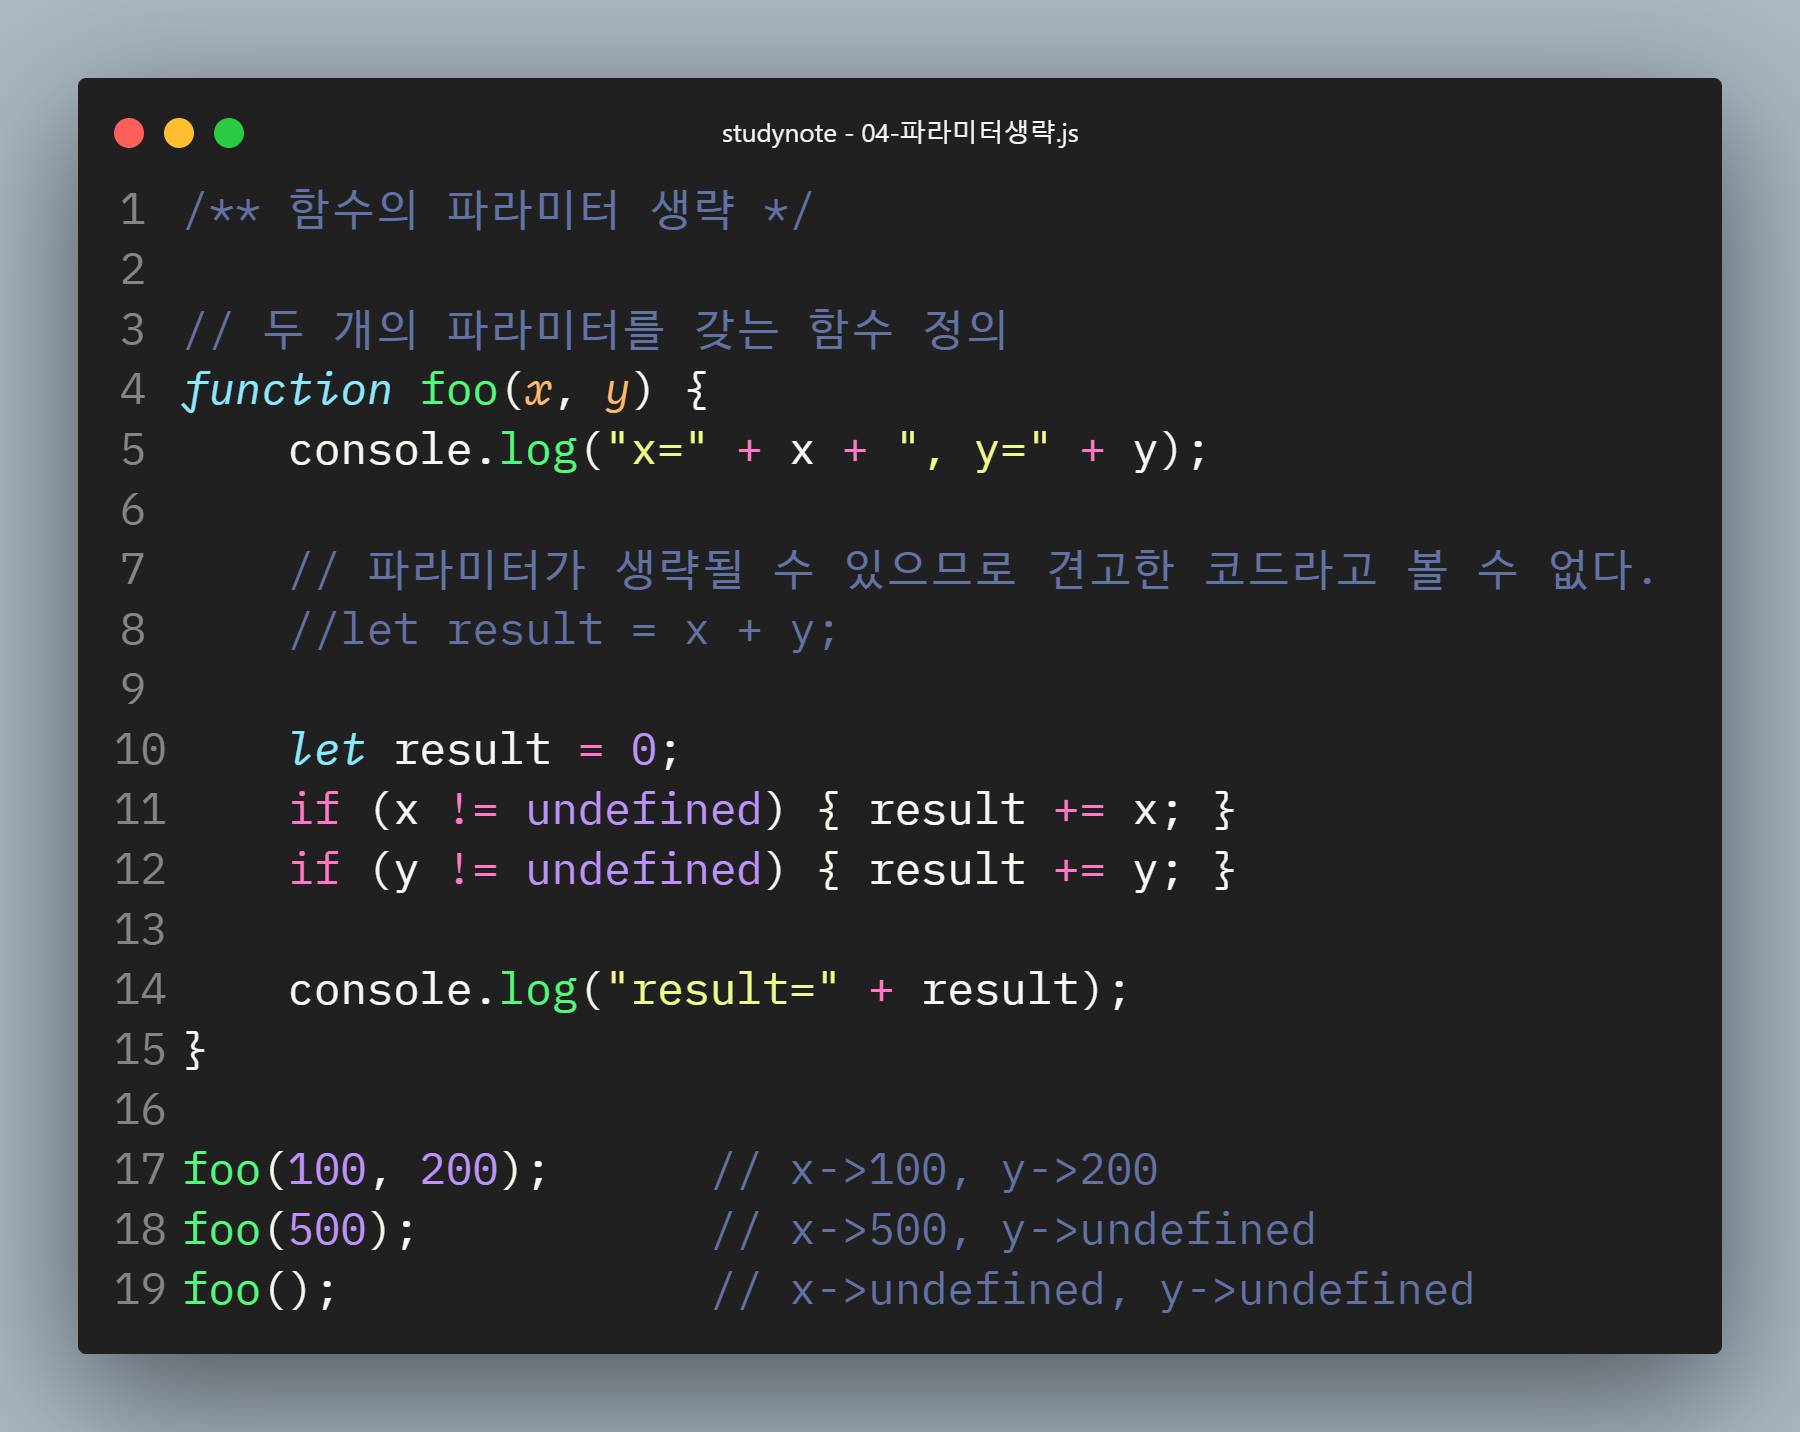 studynote - 04-파라미터생략.js
1 /** 함수의 파라미터 생략 */
2
3 // 두 개의 파라미터를 갖는 함수 정의
4 function foo(x, y) {
5     console.log("x=" + x + ", y=" + y);
6
7     // 파라미터가 생략될 수 있으므로 견고한 코드라고 볼 수 없다.
8     //let result = x + y;
9
10     let result = 0;
11     if (x != undefined) { result += x; }
12     if (y != undefined) { result += y; }
13
14     console.log("result=" + result);
15 }
16
17 foo(100, 200);      // x->100, y->200
18 foo(500);           // x->500, y->undefined
19 foo();              // x->undefined, y->undefined